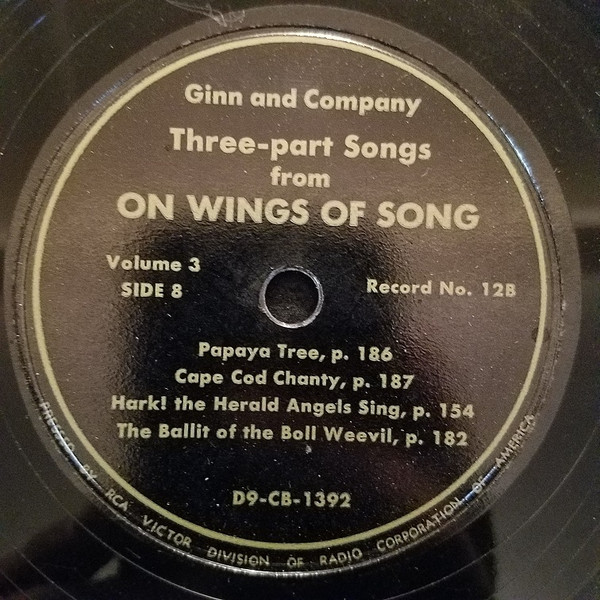 Ginn and Company
Three-part Songs
from
ON WINGS OF SONG
Volume 3
SIDE 8
Record No. 12B
Papaya Tree, p. 186
Cape Cod Chanty, p. 187
Hark! the Herald Angels Sing, p. 154
The Ballit of the Boll Weevil, p. 182
D9-CB-1392
PRESSED BY RCA VICTOR DIVISION OF RADIO CORPORATION OF AMERICA